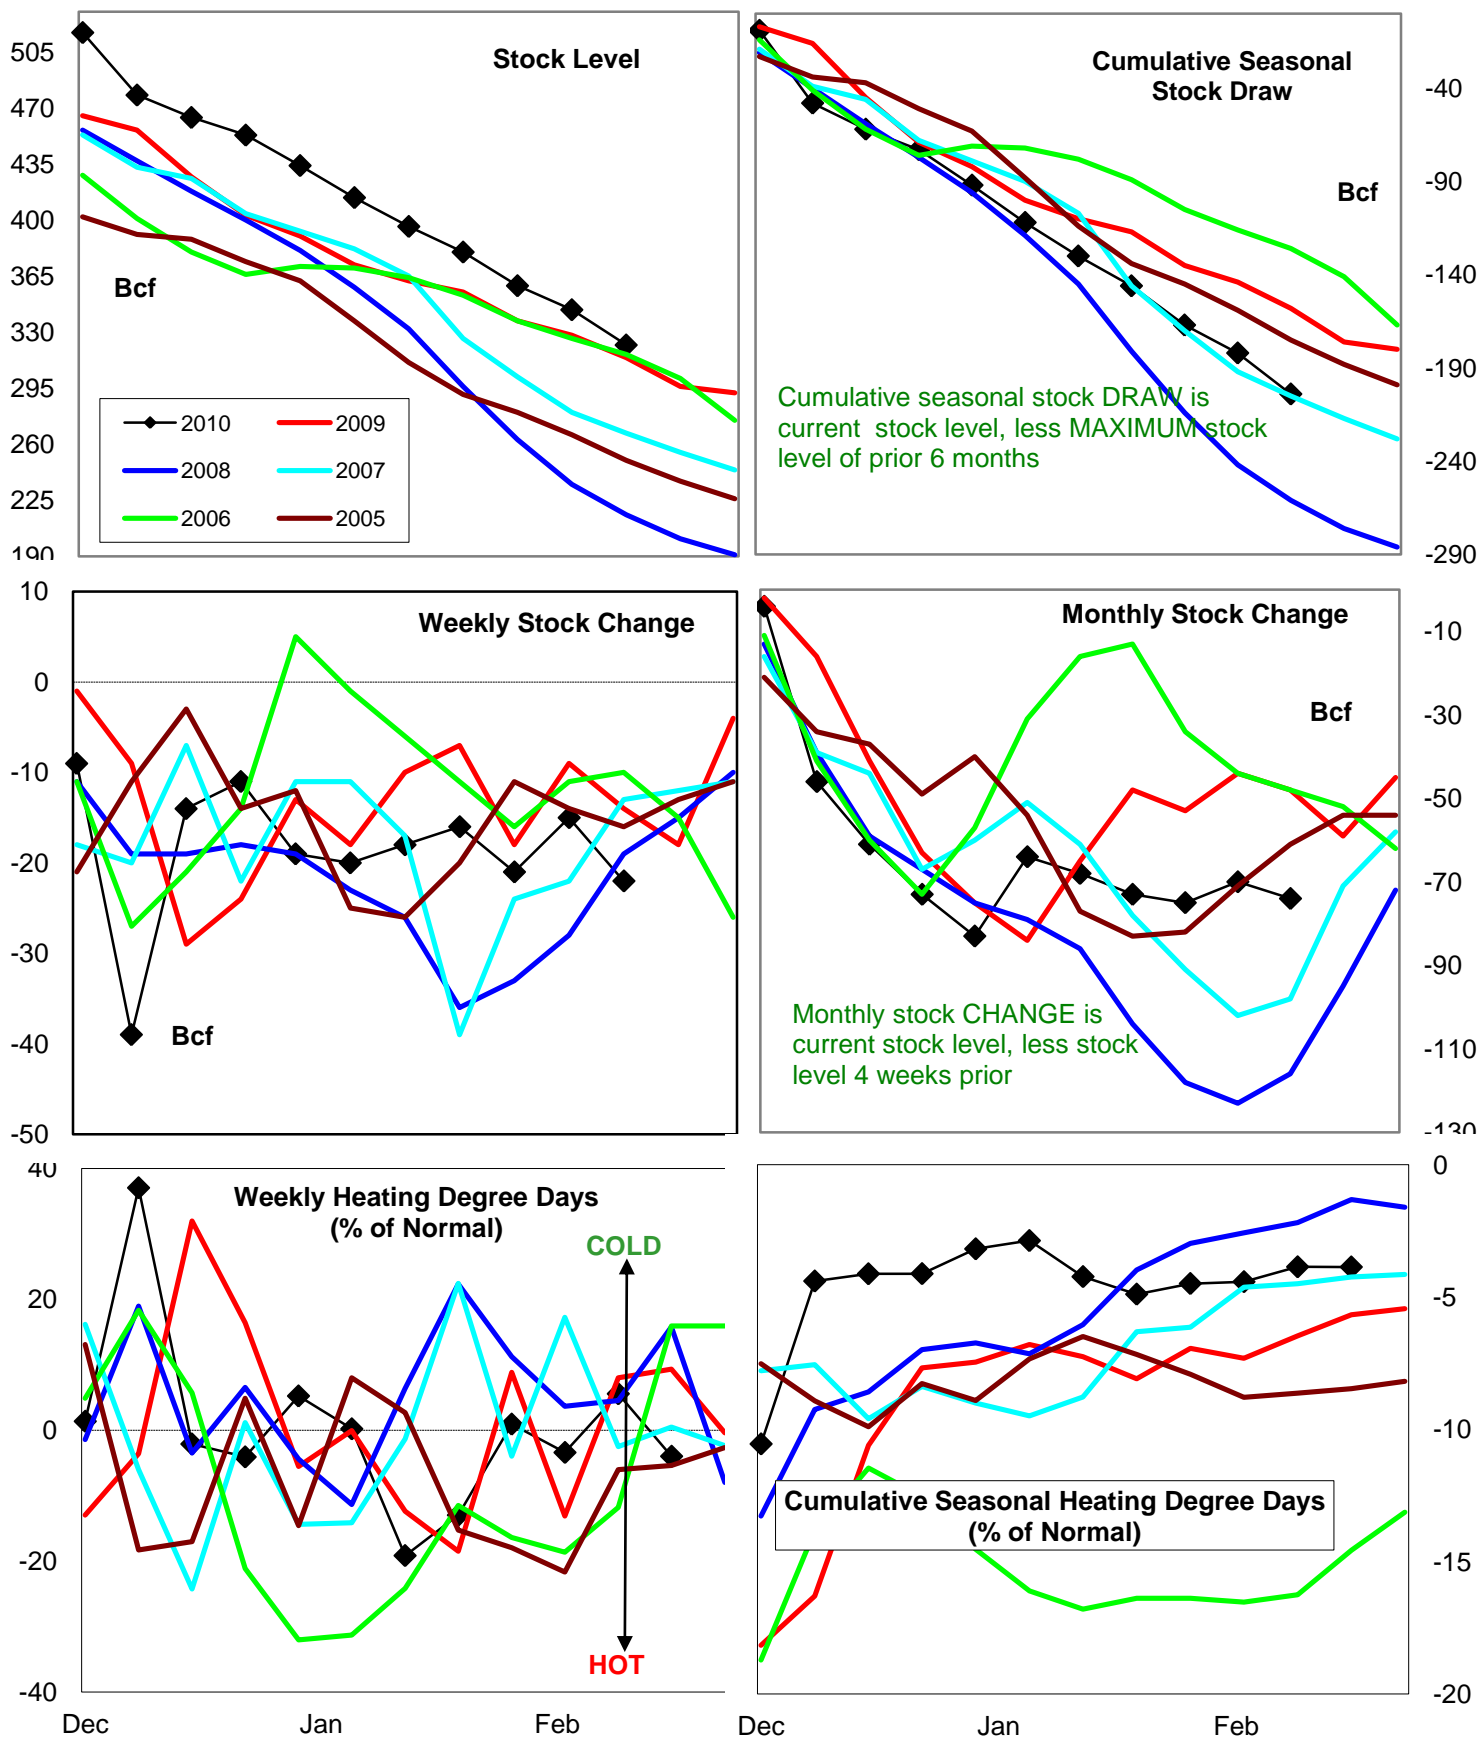 Stock Level
505
470
435
400
365
330
295
260
225
190
Bcf
2010
2009
2008
2007
2006
2005
Cumulative Seasonal
Stock Draw
Bcf
-40
-90
-140
-190
-240
-290
Cumulative seasonal stock DRAW is
current stock level, less MAXIMUM stock
level of prior 6 months
Weekly Stock Change
10
0
-10
-20
-30
-40
-50
Bcf
Monthly Stock Change
Bcf
-10
-30
-50
-70
-90
-110
-130
Monthly stock CHANGE is
current stock level, less stock
level 4 weeks prior
Weekly Heating Degree Days
(% of Normal)
40
20
0
-20
-40
COLD
HOT
Dec
Jan
Feb
Cumulative Seasonal Heating Degree Days
(% of Normal)
0
-5
-10
-15
-20
Dec
Jan
Feb